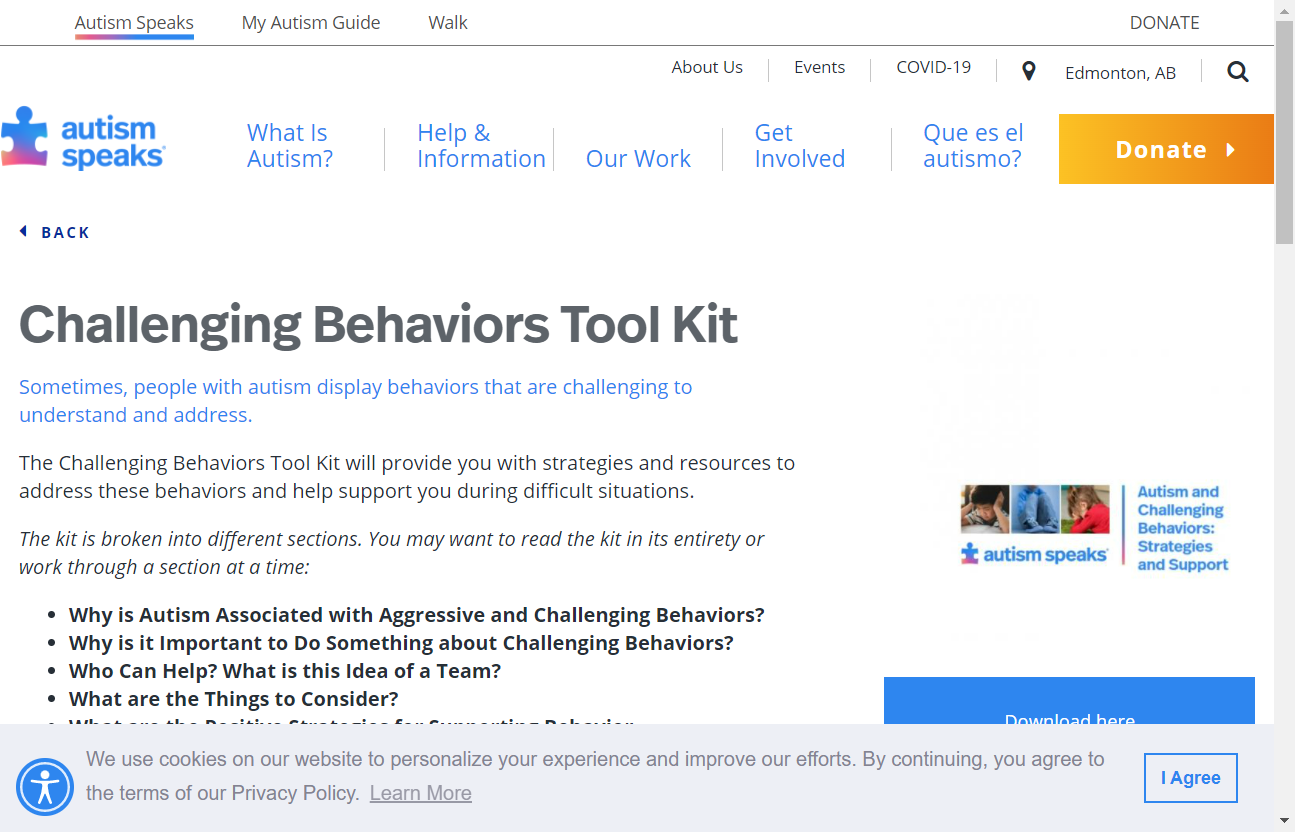 Autism Speaks
My Autism Guide
Walk
DONATE
About Us
Events
COVID-19
Edmonton, AB
autism
speaks
What Is
Autism?
Help &
Information
Our Work
Get
Involved
Que es el
autismo?
Donate
BACK
Challenging Behaviors Tool Kit
Sometimes, people with autism display behaviors that are challenging to
understand and address.
The Challenging Behaviors Tool Kit will provide you with strategies and resources to
address these behaviors and help support you during difficult situations.
The kit is broken into different sections. You may want to read the kit in its entirety or
work through a section at a time:
Why is Autism Associated with Aggressive and Challenging Behaviors?
Why is it Important to Do Something about Challenging Behaviors?
Who Can Help? What is this Idea of a Team?
What are the Things to Consider?
What are the Positive Strategies for Supporting Behavior
autism speaks
Autism and
Challenging
Behaviors:
Strategies
and Support
Download here
We use cookies on our website to personalize your experience and improve our efforts. By continuing, you agree to
the terms of our Privacy Policy. Learn More
I Agree